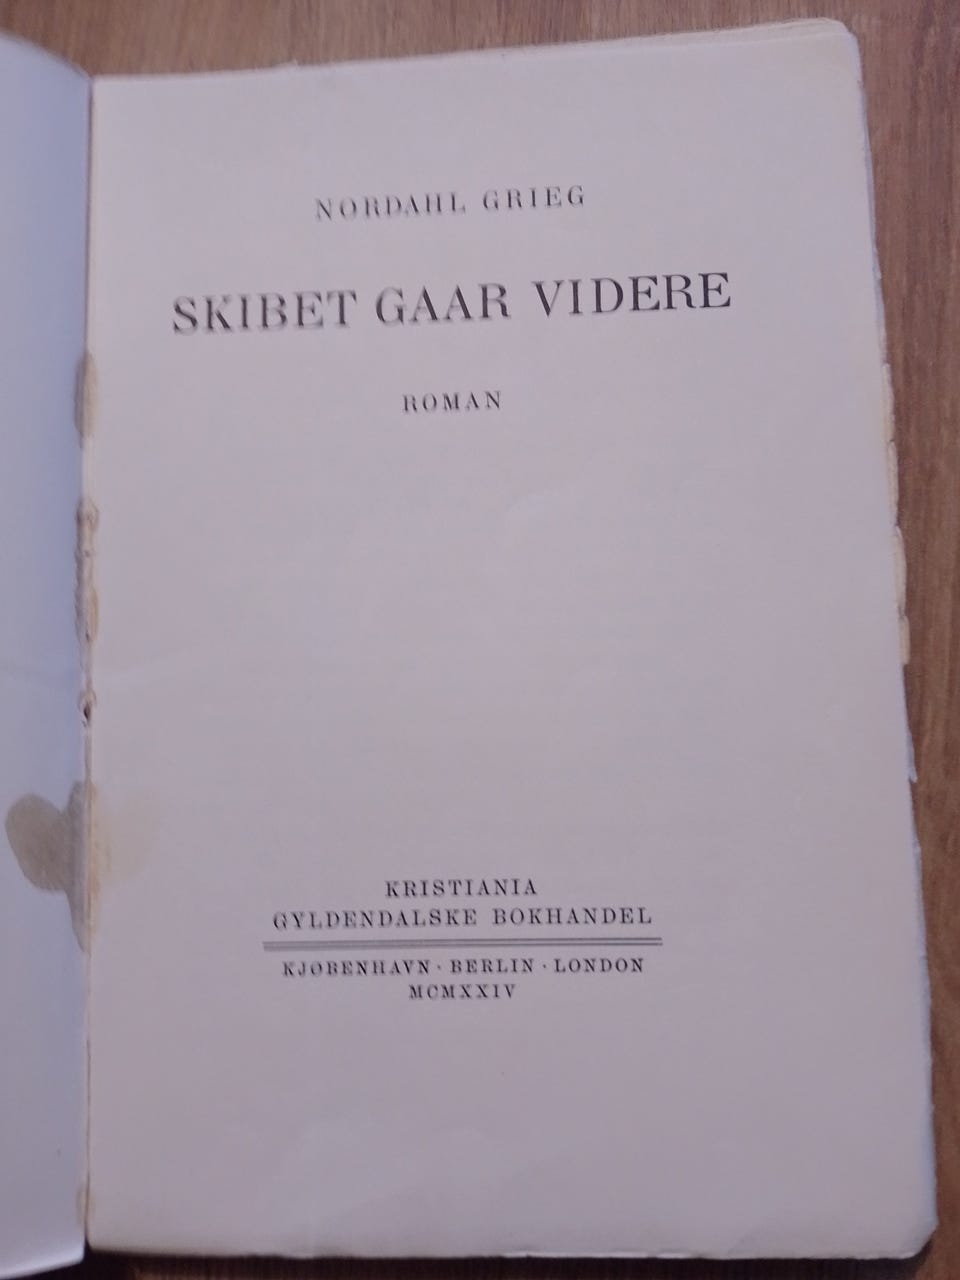 NORDAHL GRIEG
SKIBET GAAR VIDERE
ROMAN
KRISTIANIA
GYLDENDALSKE BOKHANDEL
KJØBENHAVN · BERLIN · LONDON
MCMXXIV